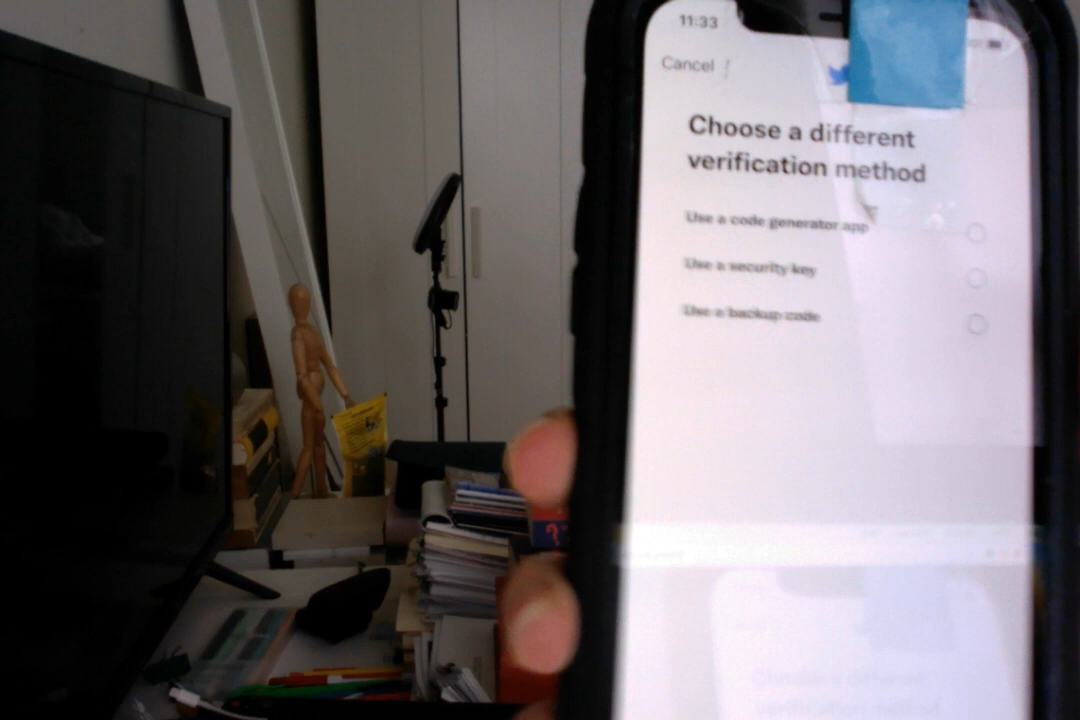 11:33
Cancel
Choose a different
verification method
Use a code generator app
Use a security key
Use a backup code
?